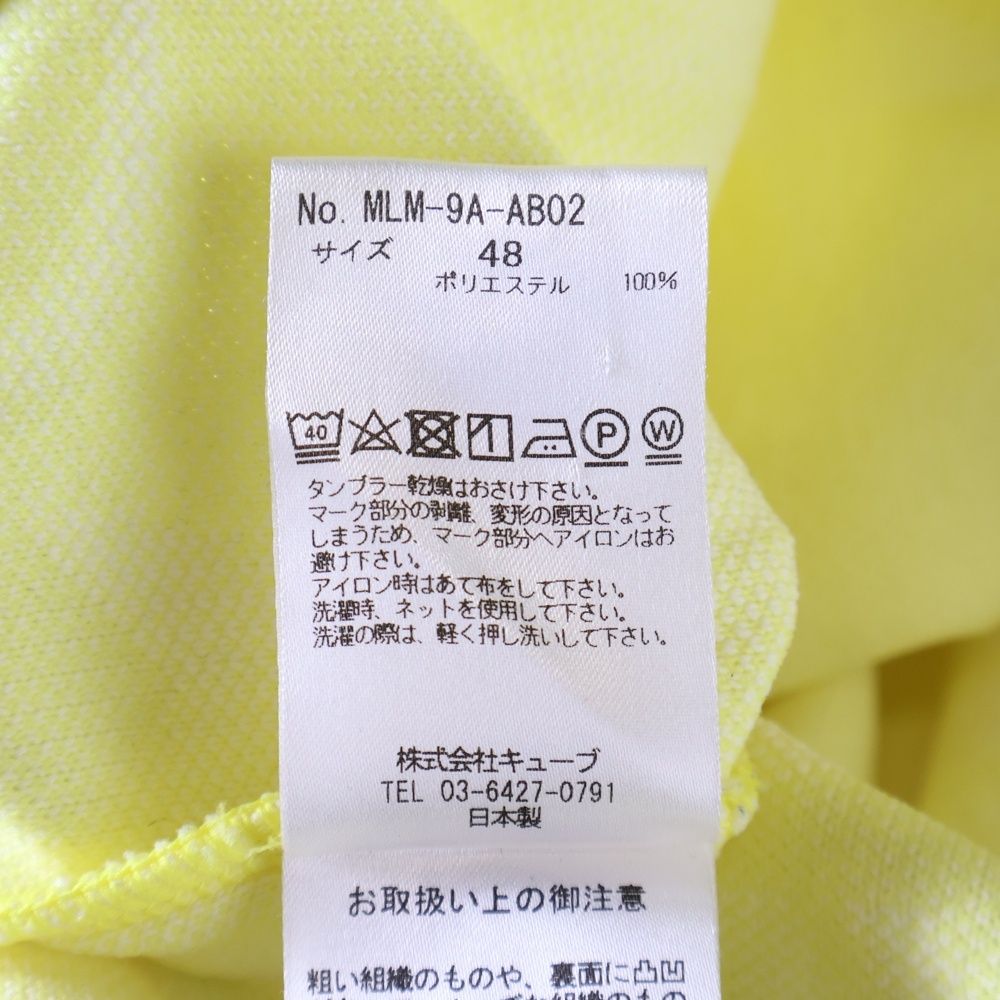 No. MLM-9A-AB02
サイズ 48
ポリエステル 100%
40 P W
タンブラー乾燥はおさけ下さい。
マーク部分の剥離、変形の原因となって
しまうため、マーク部分へアイロンはお
避け下さい。
アイロン時はあて布をして下さい。
洗濯時、ネットを使用して下さい。
洗濯の際は、軽く押し洗いして下さい。
株式会社キューブ
TEL 03-6427-0791
日本製
お取扱い上の御注意
粗い組織のものや、裏面に凸凹